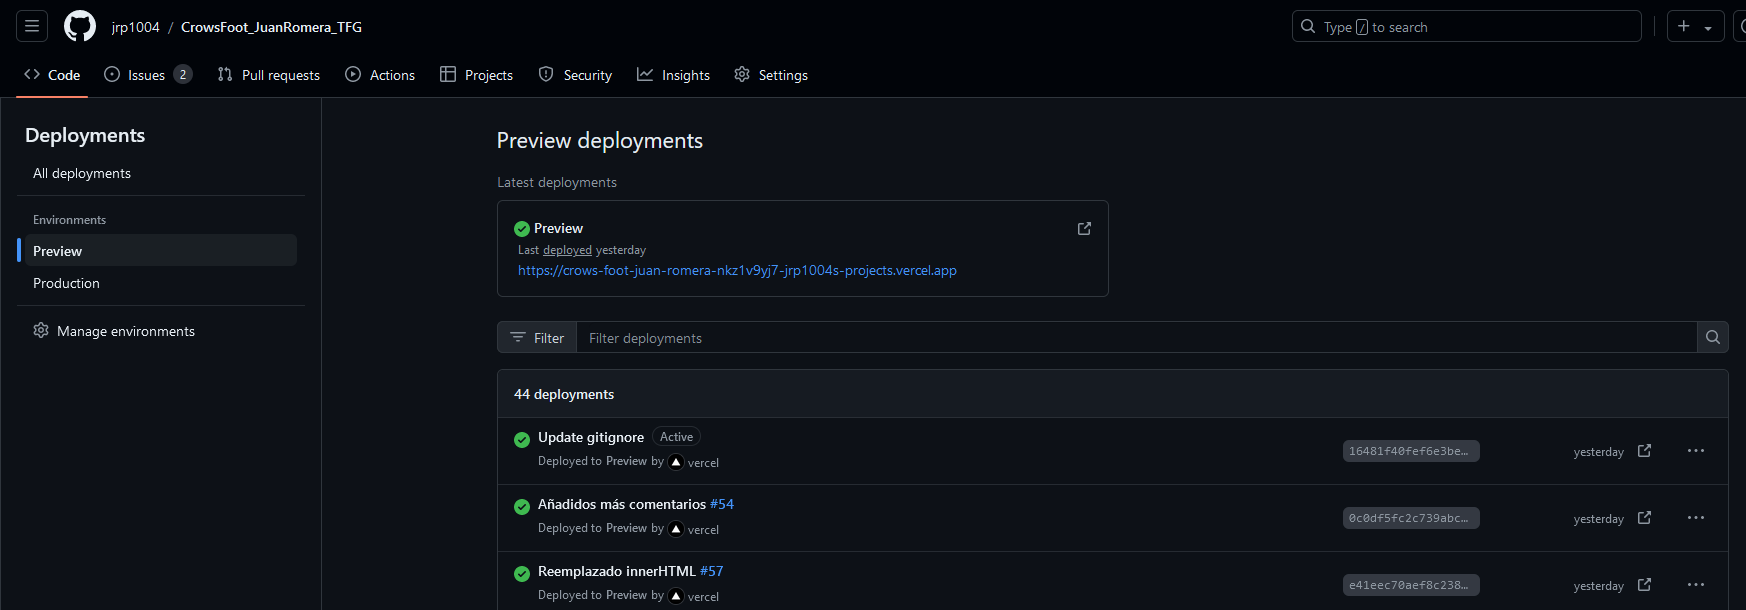 jrp1004 / CrowsFoot_JuanRomera_TFG
Type / to search
Code
Issues 2
Pull requests
Actions
Projects
Security
Insights
Settings
Deployments
All deployments
Environments
Preview
Production
Manage environments
Preview deployments
Latest deployments
Preview
Last deployed yesterday
https://crows-foot-juan-romera-nkz1v9yj7-jrp1004s-projects.vercel.app
Filter
Filter deployments
44 deployments
Update gitignore Active
Deployed to Preview by vercel
16481f40fef6e3be…
yesterday
Añadidos más comentarios #54
Deployed to Preview by vercel
0c0df5fc2c739abc…
yesterday
Reemplazado innerHTML #57
Deployed to Preview by vercel
e41eec70aef8c238…
yesterday